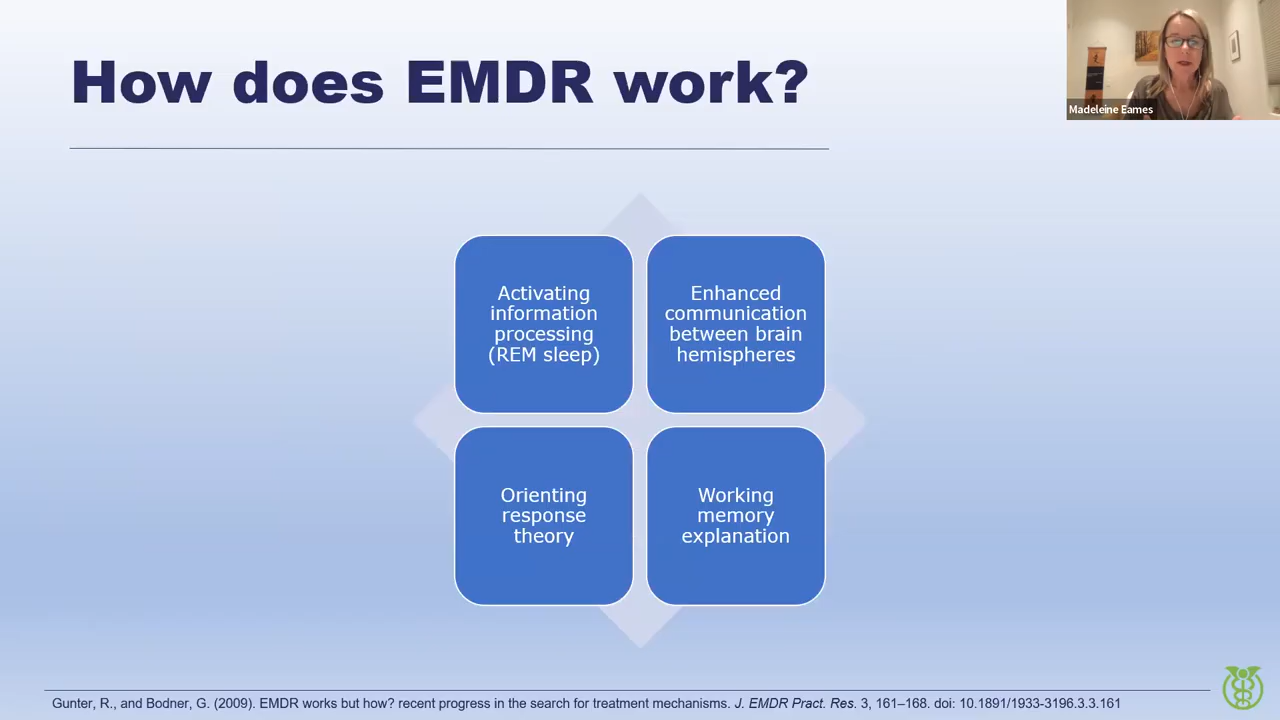 How does EMDR work?
Madeleine Eames
Activating
information
processing
(REM sleep)
Enhanced
communication
between brain
hemispheres
Orienting
response
theory
Working
memory
explanation
Gunter, R., and Bodner, G. (2009). EMDR works but how? recent progress in the strch for treatment mechanisms. J. EMDR Pract. Res. 3, 161–168. doi: 10.1891/1933-3196.3.3.161